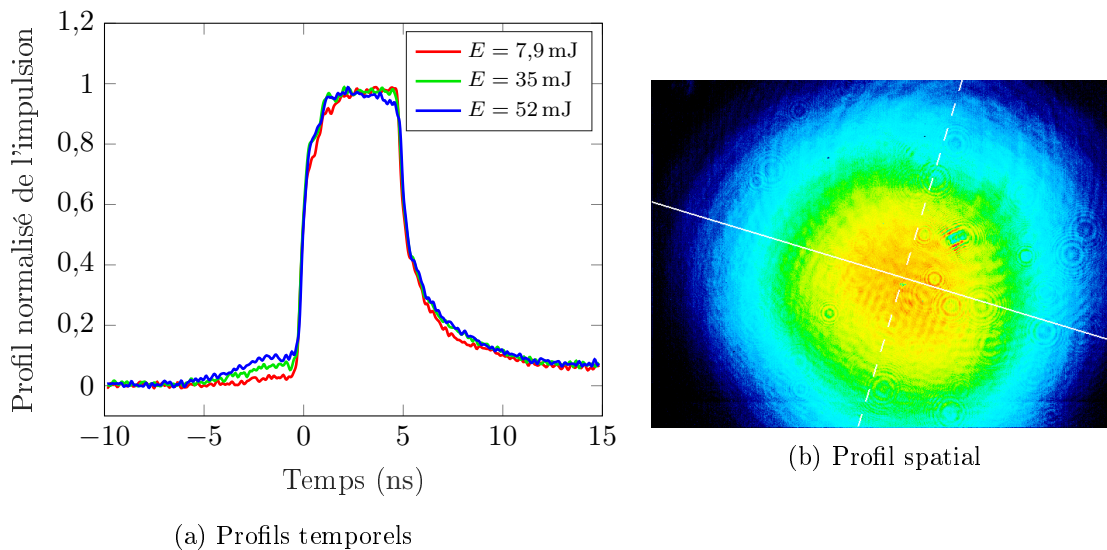 Profil normalisé de l'impulsion
1,2
1
0,8
0,6
0,4
0,2
0
−10
−5
0
5
10
15
Temps (ns)
E = 7,9 mJ
E = 35 mJ
E = 52 mJ
(a) Profils temporels
(b) Profil spatial